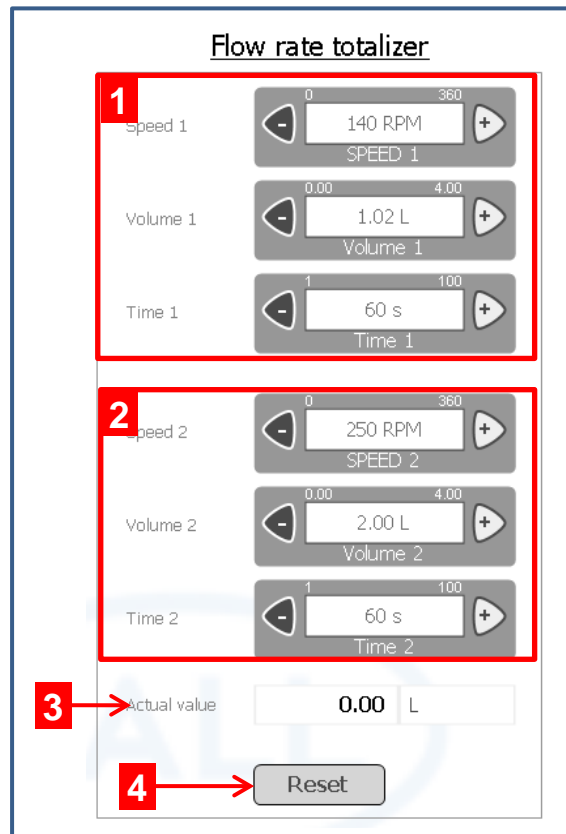 Flow rate totalizer
1
0 360
Speed 1 - 140 RPM +
SPEED 1
0.00 4.00
Volume 1 - 1.02 L +
Volume 1
1 100
Time 1 - 60 s +
Time 1
2
0 360
Speed 2 - 250 RPM +
SPEED 2
0.00 4.00
Volume 2 - 2.00 L +
Volume 2
1 100
Time 2 - 60 s +
Time 2
3 Actual value 0.00 L
4 Reset